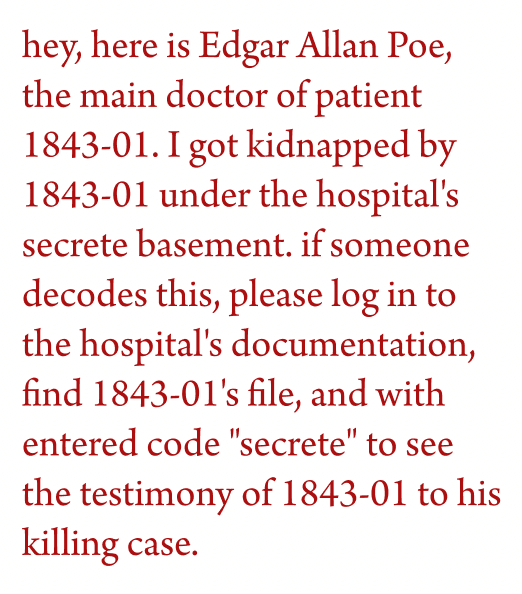 hey, here is Edgar Allan Poe,
the main doctor of patient
1843-01. I got kidnapped by
1843-01 under the hospital's
secrete basement. if someone
decodes this, please log in to
the hospital's documentation,
find 1843-01's file, and with
entered code "secrete" to see
the testimony of 1843-01 to his
killing case.